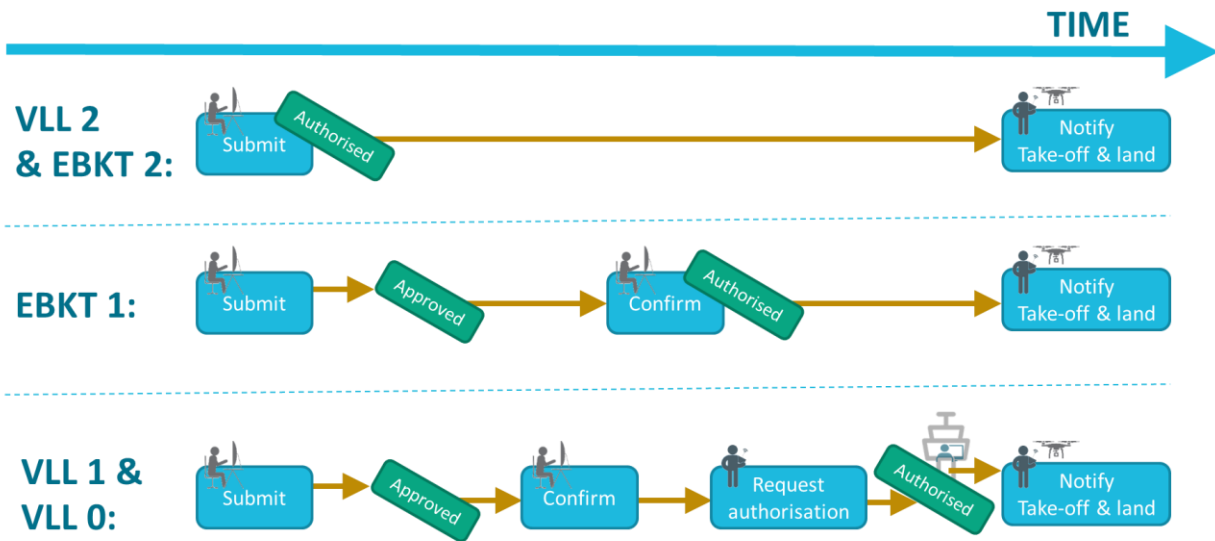 TIME
VLL 2
& EBKT 2:
Submit
Authorised
Notify
Take-off & land
EBKT 1:
Submit
Approved
Confirm
Authorised
Notify
Take-off & land
VLL 1 &
VLL 0:
Submit
Approved
Confirm
Request
authorisation
Authorised
Notify
Take-off & land